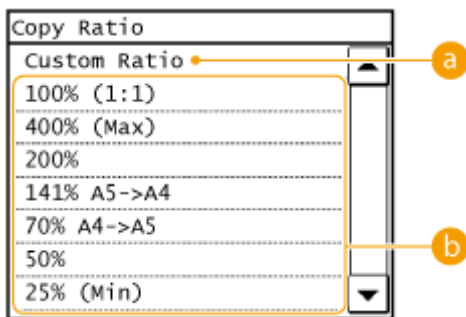 Copy Ratio
Custom Ratio
a
100% (1:1)
400% (Max)
200%
141% A5->A4
70% A4->A5
b
50%
25% (Min)